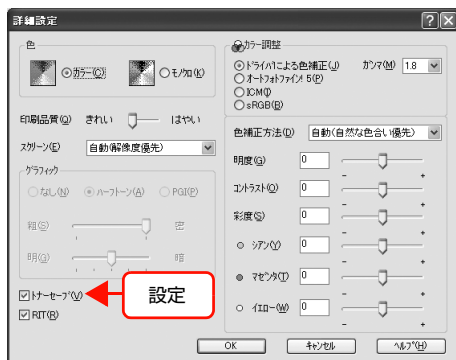 詳細設定
色
カラー(C)
モノクロ(K)
印刷品質(Q) きれい はやい
スクリーン(E) 自動(解像度優先)
グラフィック
なし(N) ハーフトーン(A) PGI(P)
粗(S) 密
明(G) 暗
トナーセーブ(V)
設定
RIT(R)
カラー調整
ドライバによる色補正(J) ガンマ(M) 1.8
オートフォトファイン! 5(P)
ICM(I)
sRGB(B)
色補正方法(D) 自動(自然な色合い優先)
明度(G) 0
- +
コントラスト(O) 0
- +
彩度(S) 0
- +
シアン(Y) 0
- +
マゼンタ(T) 0
- +
イエロー(W) 0
- +
OK キャンセル ヘルプ(H)